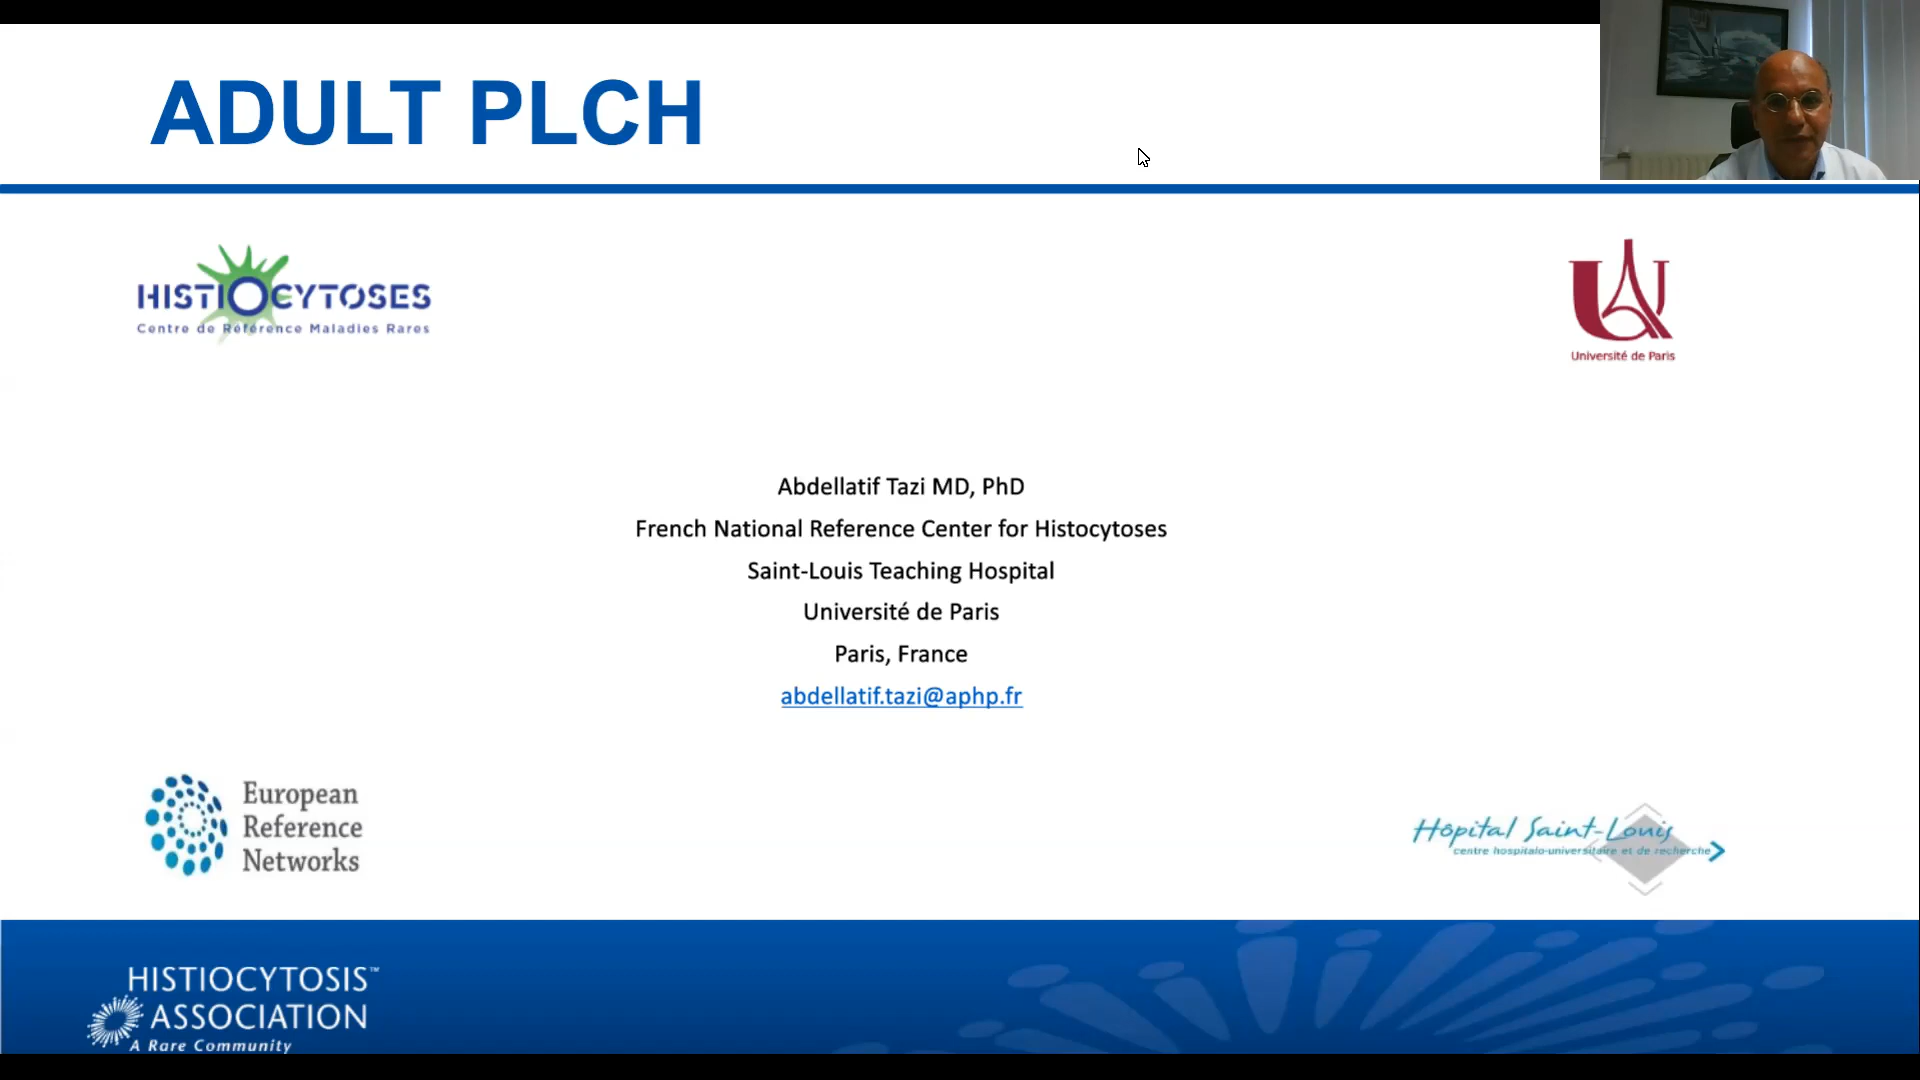 ADULT PLCH
HISTIOCYTOSES
Centre de Référence Maladies Rares
Université de Paris
Abdellatif Tazi MD, PhD
French National Reference Center for Histocytoses
Saint-Louis Teaching Hospital
Université de Paris
Paris, France
abdellatif.tazi@aphp.fr
European
Reference
Networks
Hôpital Saint-Louis
centre hospitalo-universitaire et de recherche
HISTIOCYTOSIS™
ASSOCIATION
A Rare Community